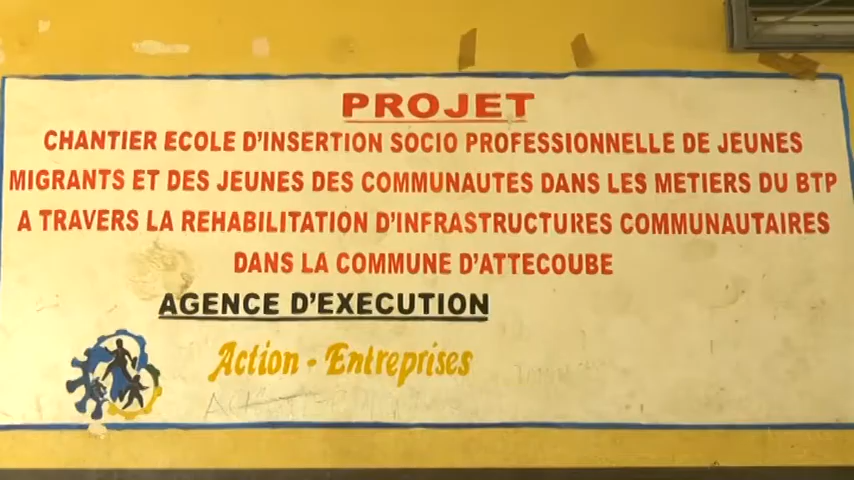 PROJET
CHANTIER ECOLE D'INSERTION SOCIO PROFESSIONNELLE DE JEUNES
MIGRANTS ET DES JEUNES DES COMMUNAUTES DANS LES METIERS DU BTP
A TRAVERS LA REHABILITATION D'INFRASTRUCTURES COMMUNAUTAIRES
DANS LA COMMUNE D'ATTECOUBE
AGENCE D'EXECUTION
Action - Entreprises